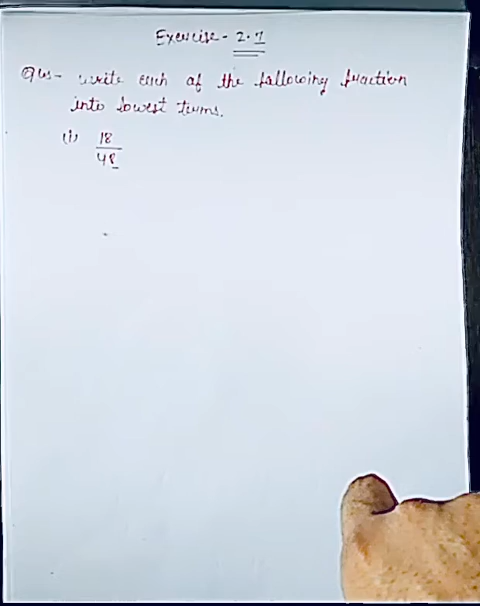 Exercise - 2.1
Qus - write each of the following fraction
into lowest terms.
(i) 18
48